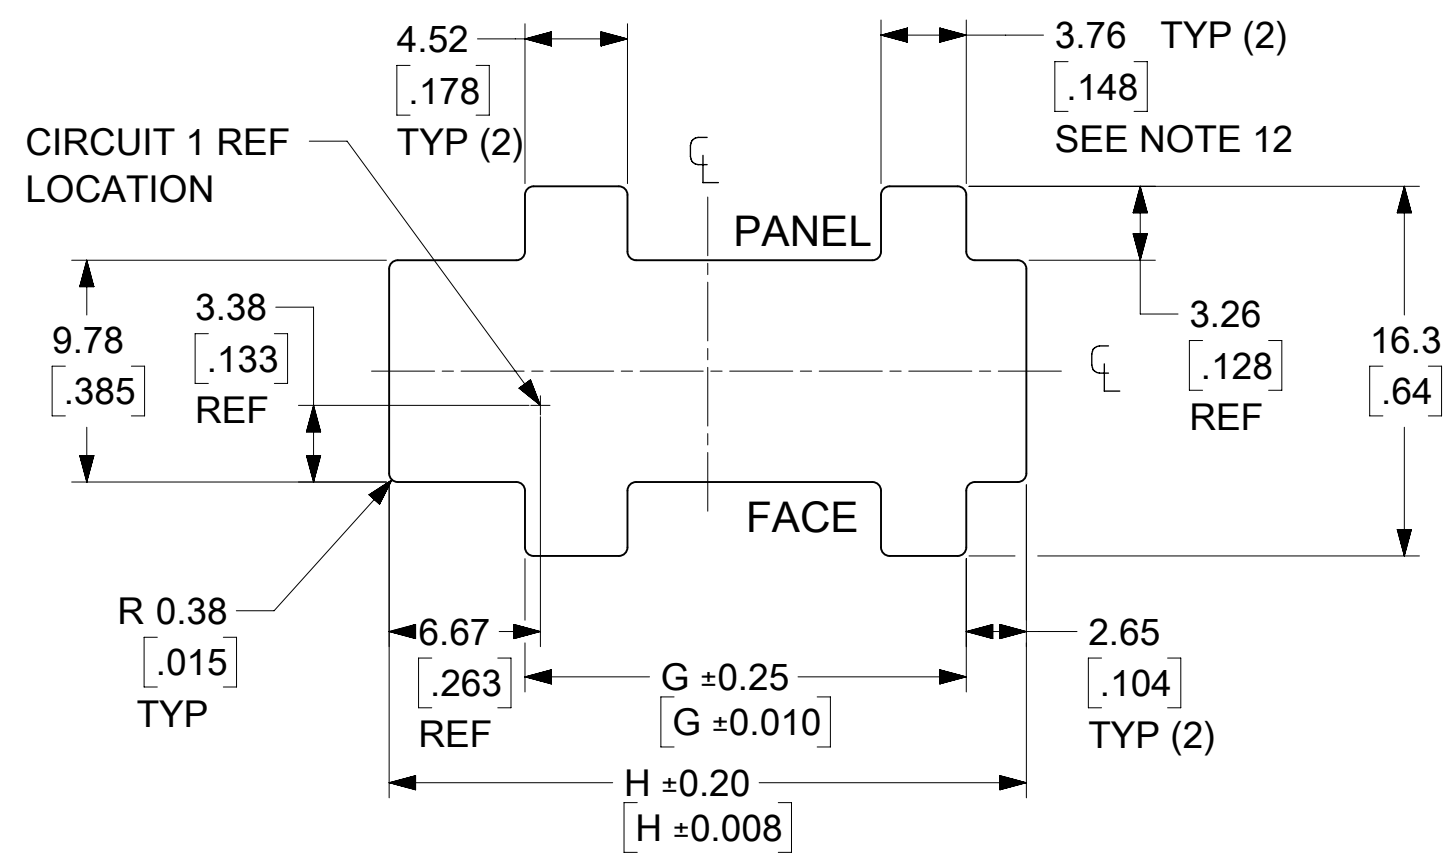 4.52
[.178]
TYP (2)
3.76 TYP (2)
[.148]
SEE NOTE 12
CIRCUIT 1 REF
LOCATION
℄
PANEL
9.78
[.385]
3.38
[.133]
REF
℄
3.26
[.128]
REF
16.3
[.64]
FACE
R 0.38
[.015]
TYP
6.67
[.263]
REF
G ±0.25
[G ±0.010]
2.65
[.104]
TYP (2)
H ±0.20
[H ±0.008]